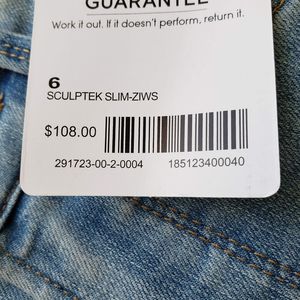 GUARANTEE
Work it out. If it doesn't perform, return it.
6
SCULPTEK SLIM-ZIWS
$108.00
291723-00-2-0004 185123400040